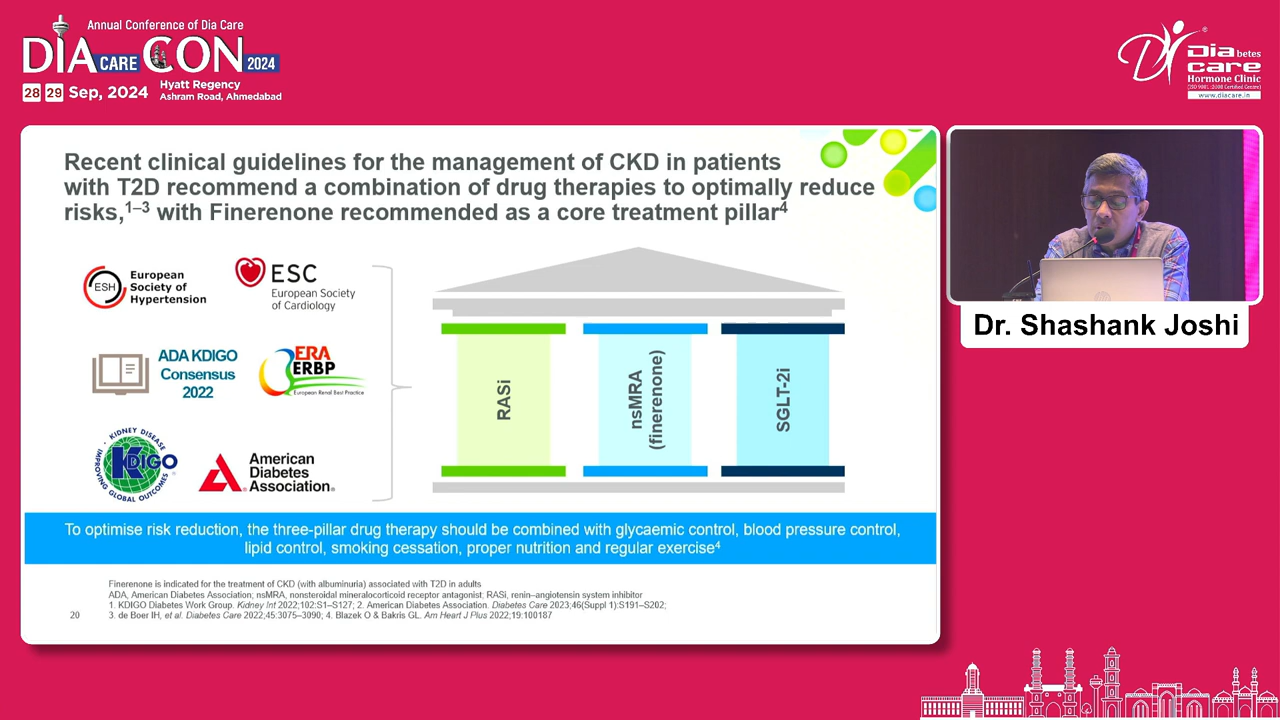 Annual Conference of Dia Care
DIA CARE CON 2024
28 29 Sep, 2024
Hyatt Regency
Ashram Road, Ahmedabad
Diabetes
care
Hormone Clinic
(ISO 9001 : 2008 Certified Centre)
www.diacare.in
Recent clinical guidelines for the management of CKD in patients
with T2D recommend a combination of drug therapies to optimally reduce
risks,1–3 with Finerenone recommended as a core treatment pillar4
ESH
European
Society of
Hypertension
ESC
European Society
of Cardiology
ADA KDIGO
Consensus
2022
ERA
ERBP
European Renal Best Practice
KIDNEY DISEASE
KDIGO
IMPROVING GLOBAL OUTCOMES
American
Diabetes
Association.
RASi
nsMRA
(finerenone)
SGLT-2i
To optimise risk reduction, the three-pillar drug therapy should be combined with glycaemic control, blood pressure control,
lipid control, smoking cessation, proper nutrition and regular exercise4
Finerenone is indicated for the treatment of CKD (with albuminuria) associated with T2D in adults
ADA, American Diabetes Association; nsMRA, nonsteroidal mineralocorticoid receptor antagonist; RASi, renin–angiotensin system inhibitor
1. KDIGO Diabetes Work Group. Kidney Int 2022;102:S1–S127; 2. American Diabetes Association. Diabetes Care 2023;46(Suppl 1):S191–S202;
3. de Boer IH, et al. Diabetes Care 2022;45:3075–3090; 4. Blazek O & Bakris GL. Am Heart J Plus 2022;19:100187
20
Dr. Shashank Joshi